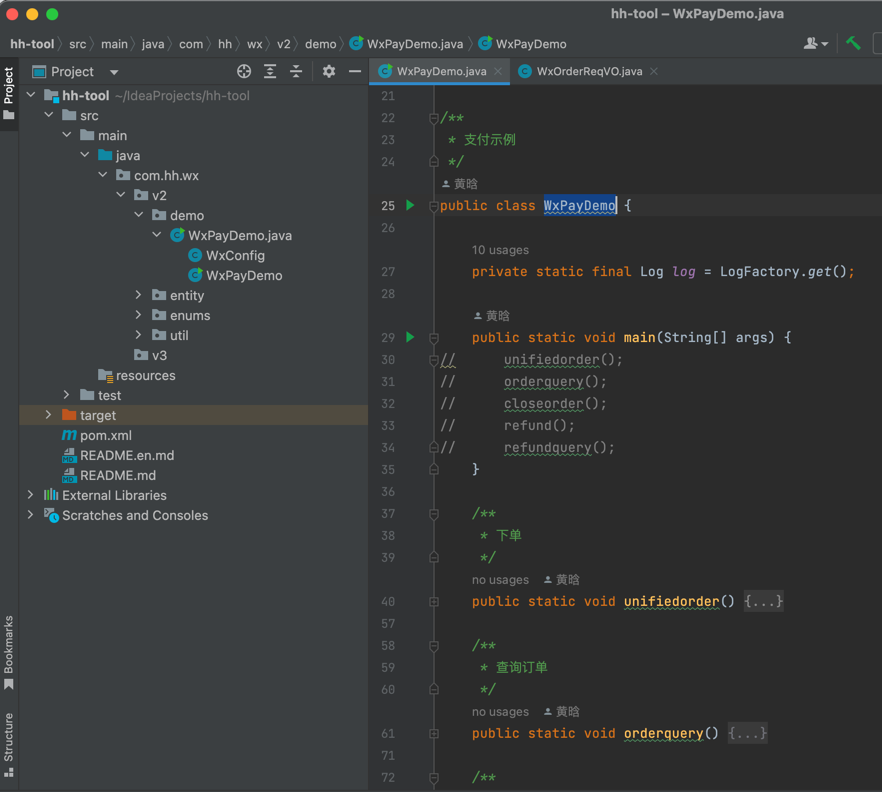 hh-tool – WxPayDemo.java
hh-tool src main java com hh wx v2 demo WxPayDemo.java WxPayDemo
Project
Project
WxPayDemo.java
WxOrderReqVO.java
hh-tool ~/IdeaProjects/hh-tool
src
main
java
com.hh.wx
v2
demo
WxPayDemo.java
WxConfig
WxPayDemo
entity
enums
util
v3
resources
test
target
pom.xml
README.en.md
README.md
External Libraries
Scratches and Consoles
Bookmarks
Structure
21
22 /**
23 * 支付示例
24 */
黄晗
25 public class WxPayDemo {
26
10 usages
27 private static final Log log = LogFactory.get();
28
黄晗
29 public static void main(String[] args) {
30 // unifiedorder();
31 // orderquery();
32 // closeorder();
33 // refund();
34 // refundquery();
35 }
36
37 /**
38 * 下单
39 */
no usages 黄晗
40 public static void unifiedorder() {...}
57
58 /**
59 * 查询订单
60 */
no usages 黄晗
61 public static void orderquery() {...}
71
72 /**